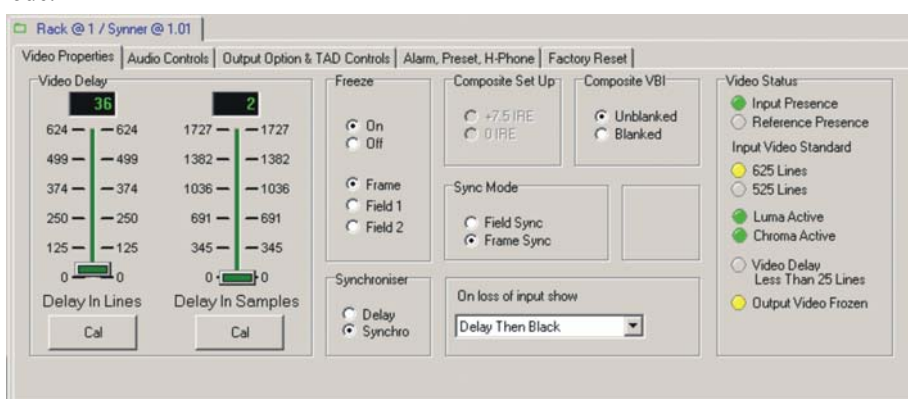 Rack @ 1 / Synner @ 1.01
Video Properties Audio Controls Output Option & TAD Controls Alarm, Preset, H-Phone Factory Reset
Video Delay
36
2
624 624
499 499
374 374
250 250
125 125
0 0
Delay In Lines
Cal
1727 1727
1382 1382
1036 1036
691 691
345 345
0 0
Delay In Samples
Cal
Freeze
On
Off
Frame
Field 1
Field 2
Synchroniser
Delay
Synchro
Composite Set Up
+7.5 IRE
0 IRE
Composite VBI
Unblanked
Blanked
Sync Mode
Field Sync
Frame Sync
On loss of input show
Delay Then Black
Video Status
Input Presence
Reference Presence
Input Video Standard
625 Lines
525 Lines
Luma Active
Chroma Active
Video Delay
Less Than 25 Lines
Output Video Frozen